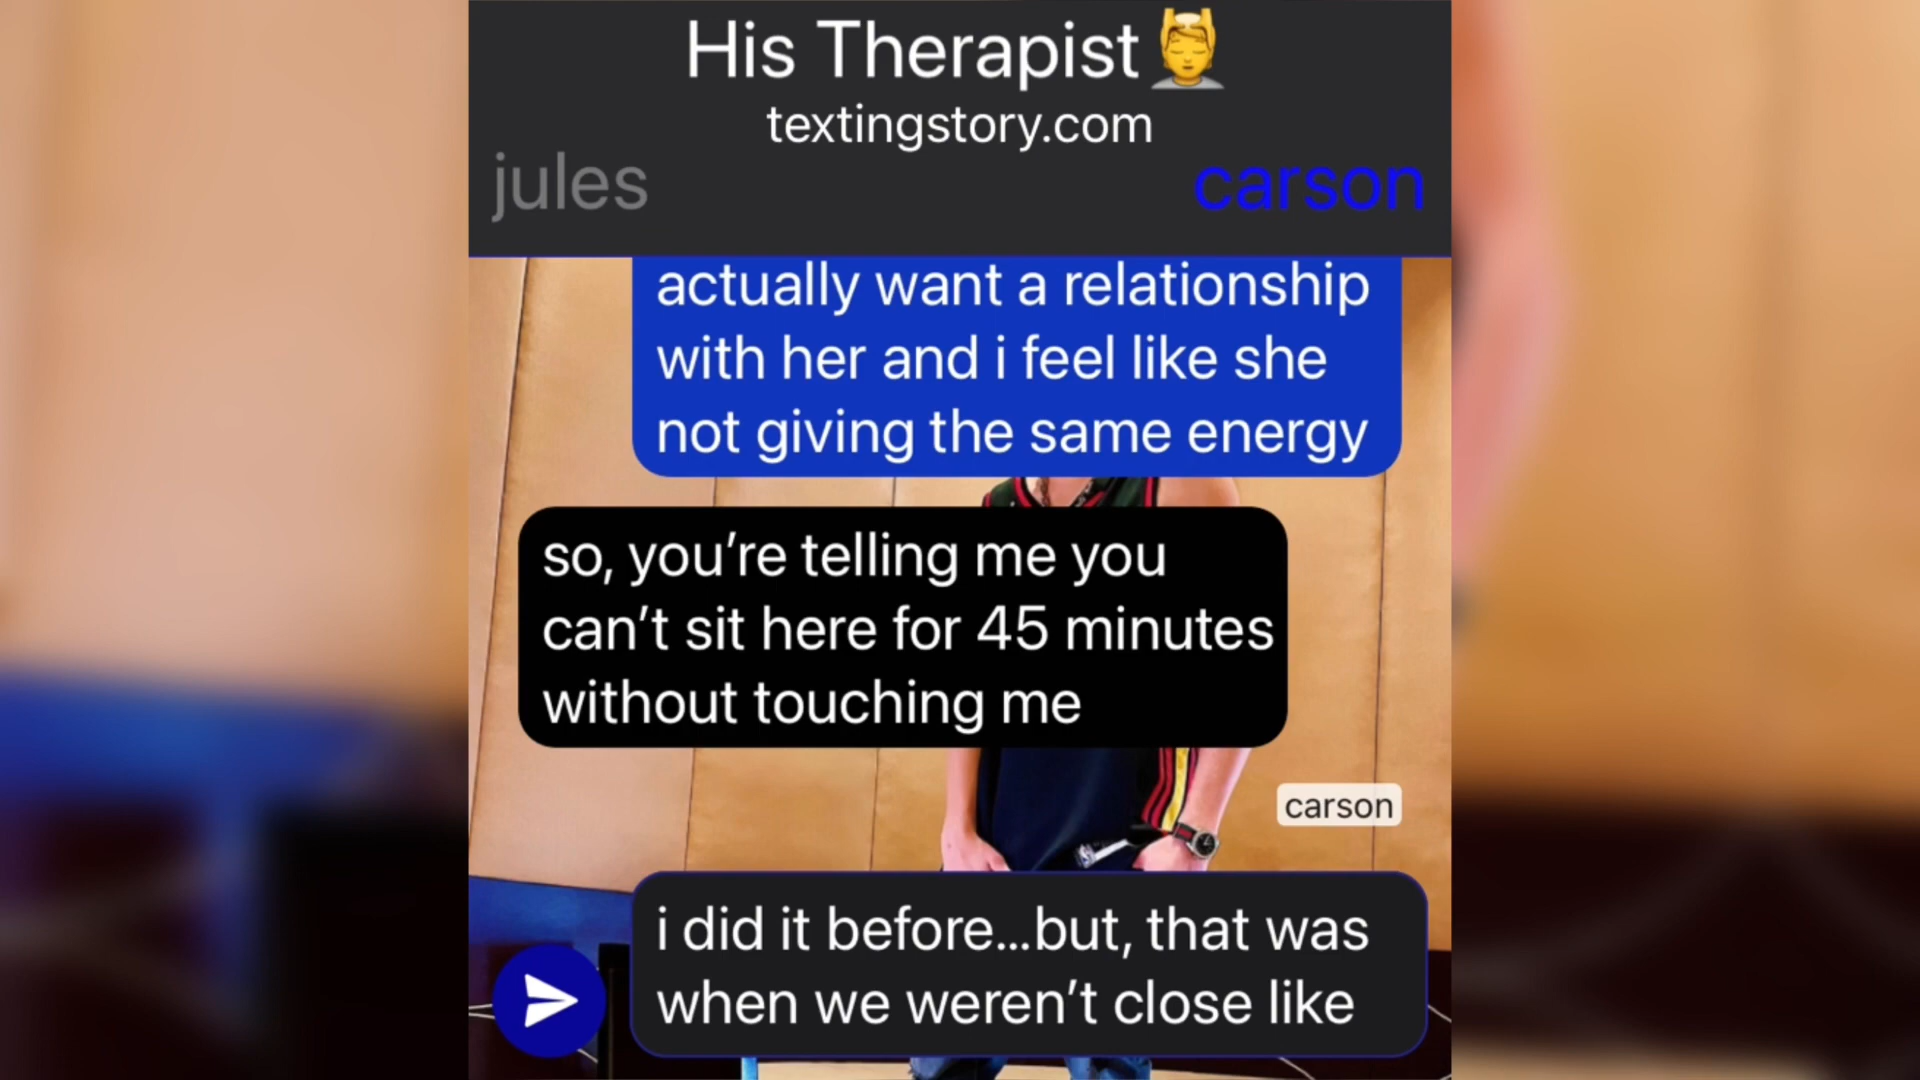 His Therapist
textingstory.com
jules
carson
actually want a relationship
with her and i feel like she
not giving the same energy
so, you’re telling me you
can’t sit here for 45 minutes
without touching me
carson
i did it before...but, that was
when we weren’t close like